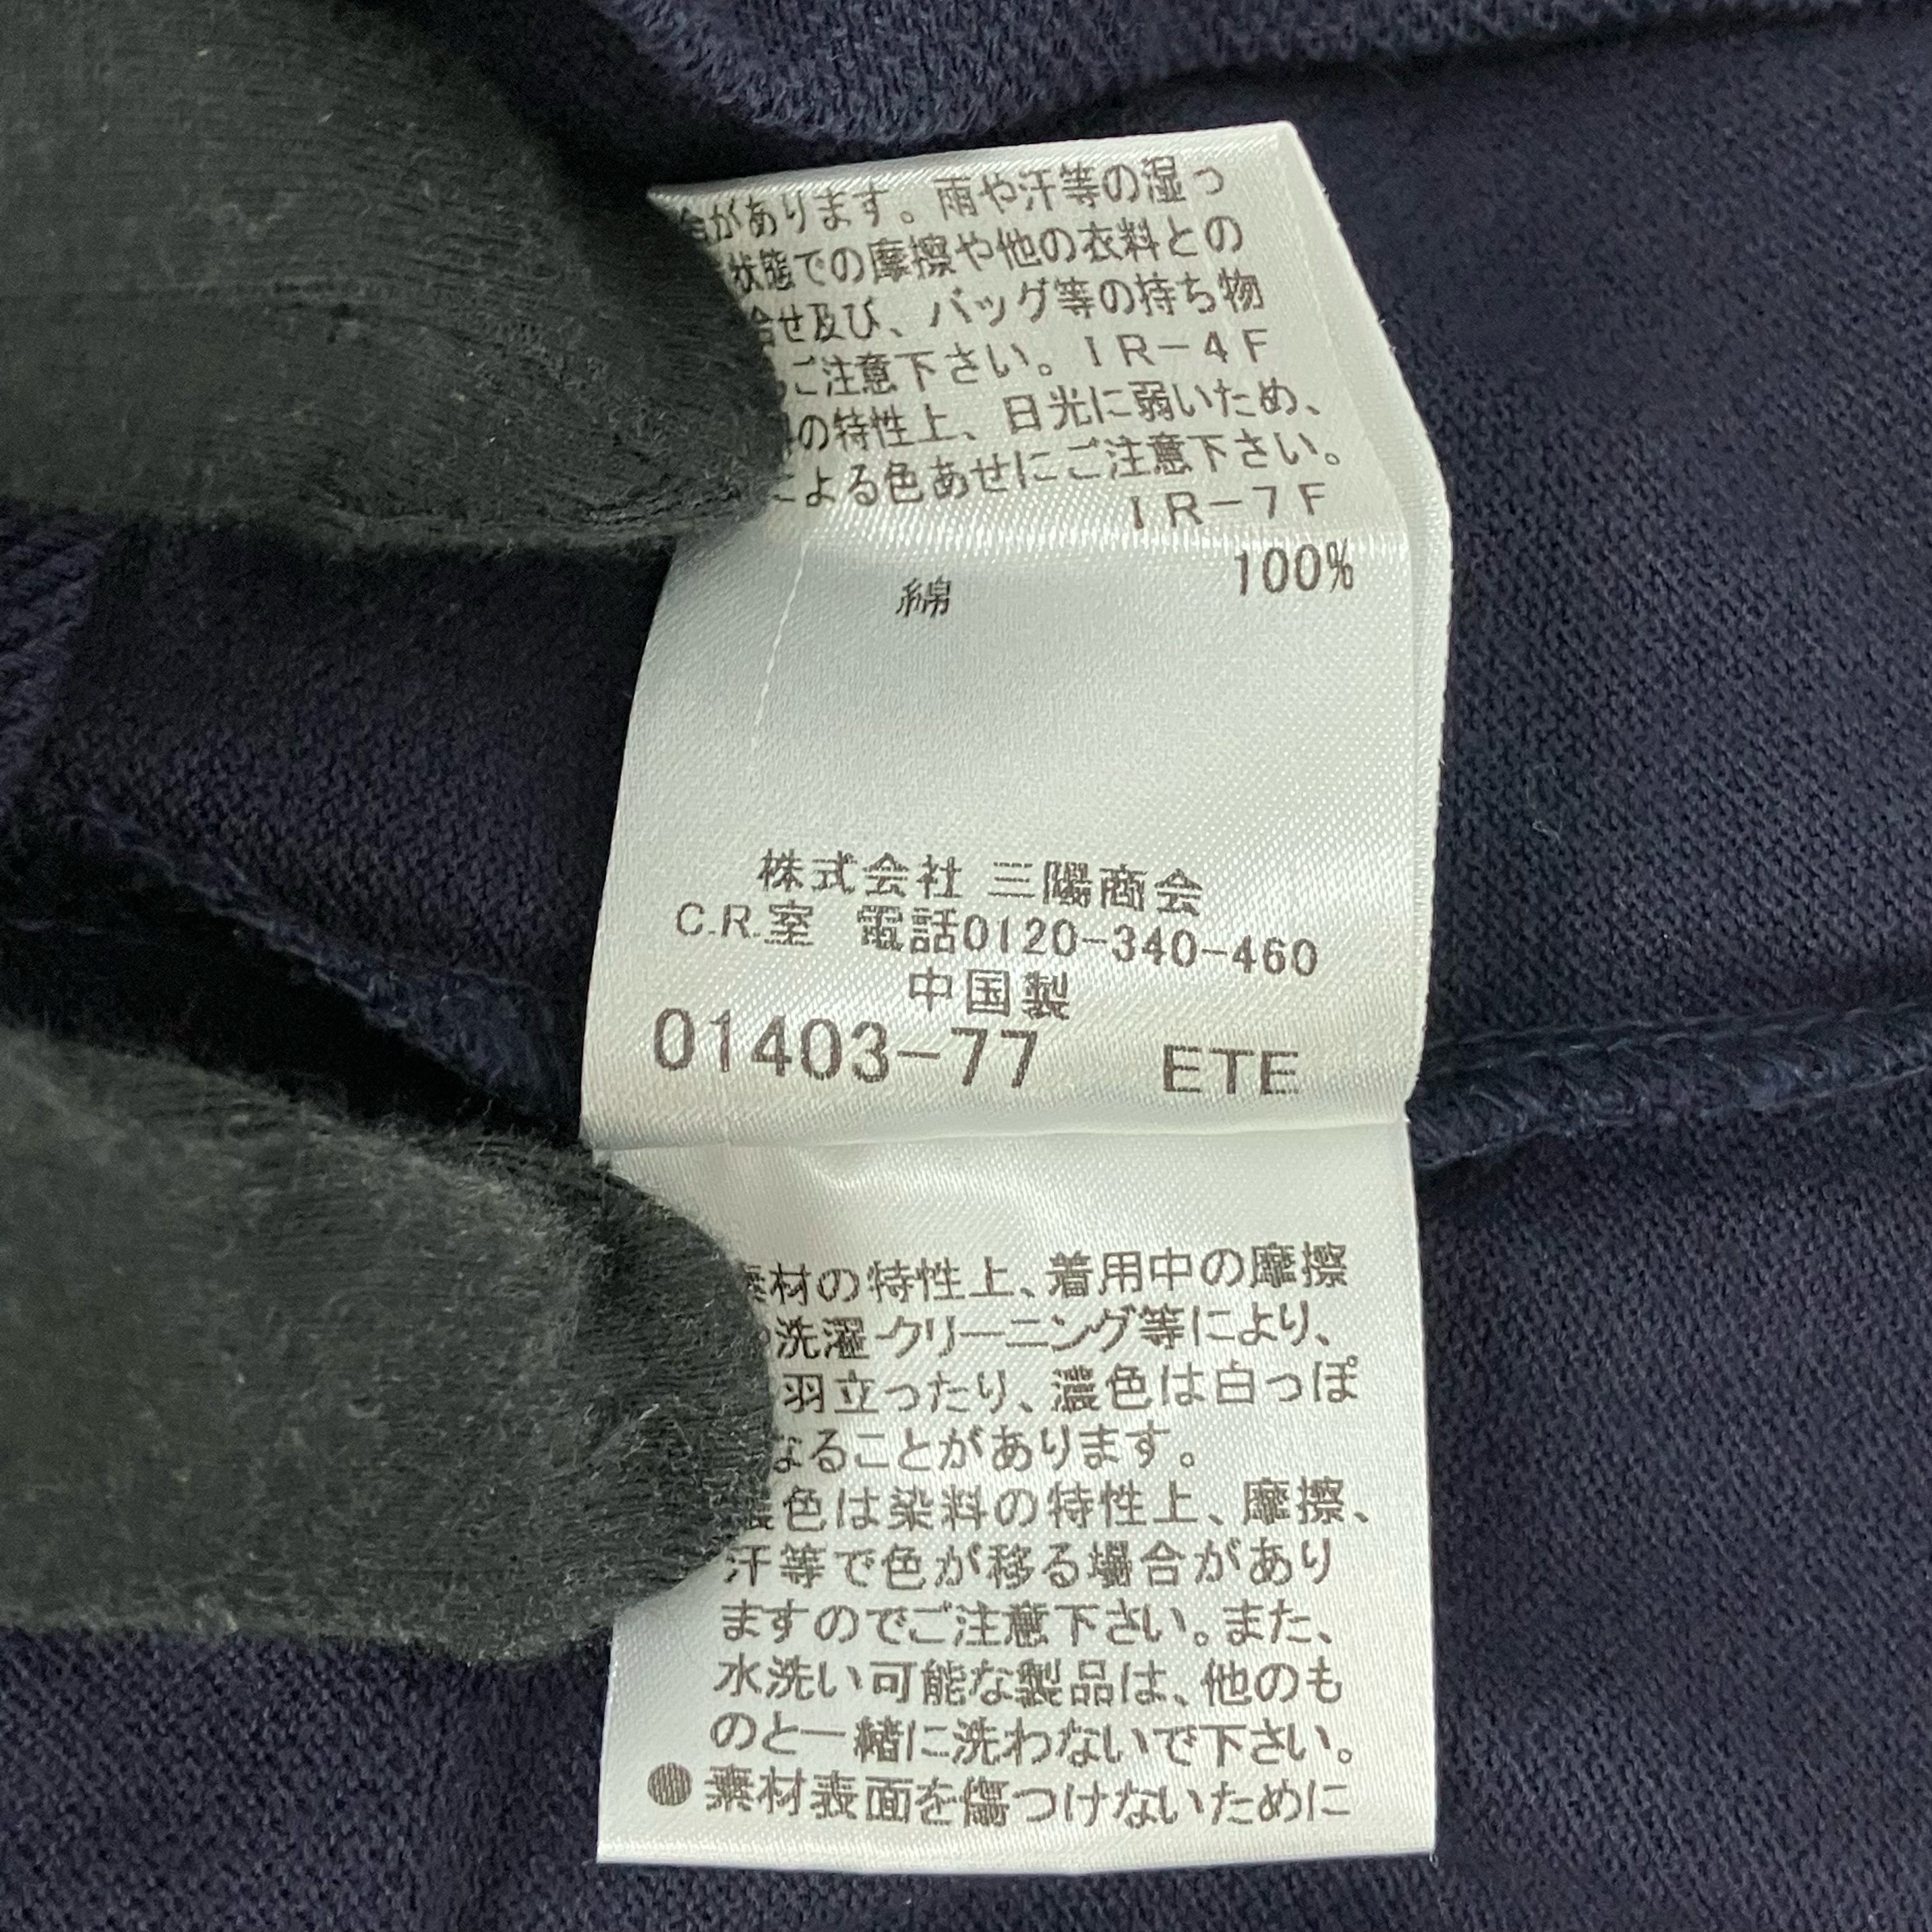 があります。雨や汗等の湿っ
状態での摩擦や他の衣料との
合せ及び、バッグ等の持ち物
ご注意下さい。IR-4F
の特性上、日光に弱いため、
による色あせにご注意下さい。
IR-7F
綿 100%
株式会社 三陽商会
C.R.室 電話0120-340-460
中国製
01403-77 ETE
素材の特性上、着用中の摩擦
洗濯クリーニング等により、
羽立ったり、濃色は白っぽ
なることがあります。
濃色は染料の特性上、摩擦、
汗等で色が移る場合があり
ますのでご注意下さい。また、
水洗い可能な製品は、他のも
のと一緒に洗わないで下さい。
●素材表面を傷つけないために